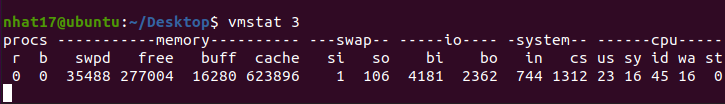 nhat17@ubuntu:~/Desktop$ vmstat 3
procs -----------memory---------- ---swap-- -----io---- -system-- ------cpu-----
 r  b   swpd   free   buff  cache   si   so    bi    bo   in   cs us sy id wa st
 0  0  35488 277004  16280 623896    1  106  4181  2362  744 1312 23 16 45 16  0